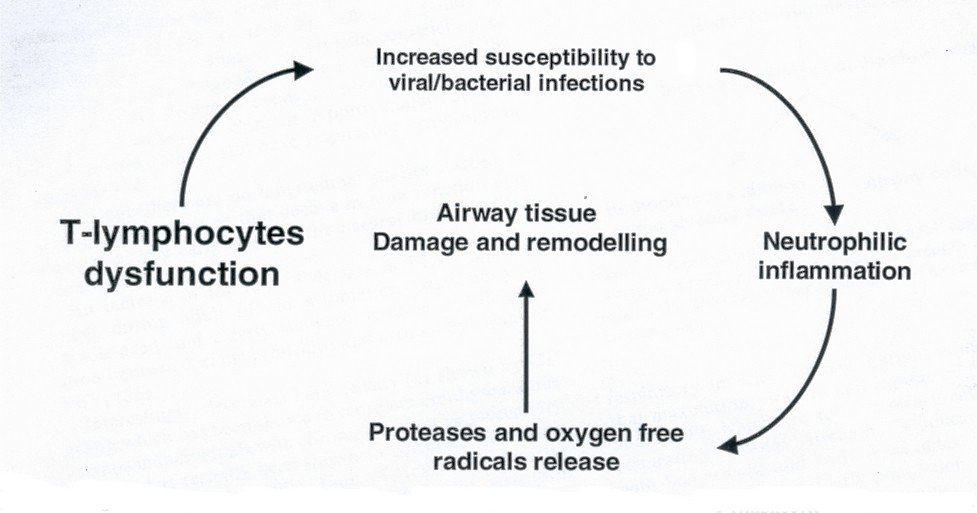 Increased susceptibility to
viral/bacterial infections
T-lymphocytes
dysfunction
Airway tissue
Damage and remodelling
Neutrophilic
inflammation
Proteases and oxygen free
radicals release